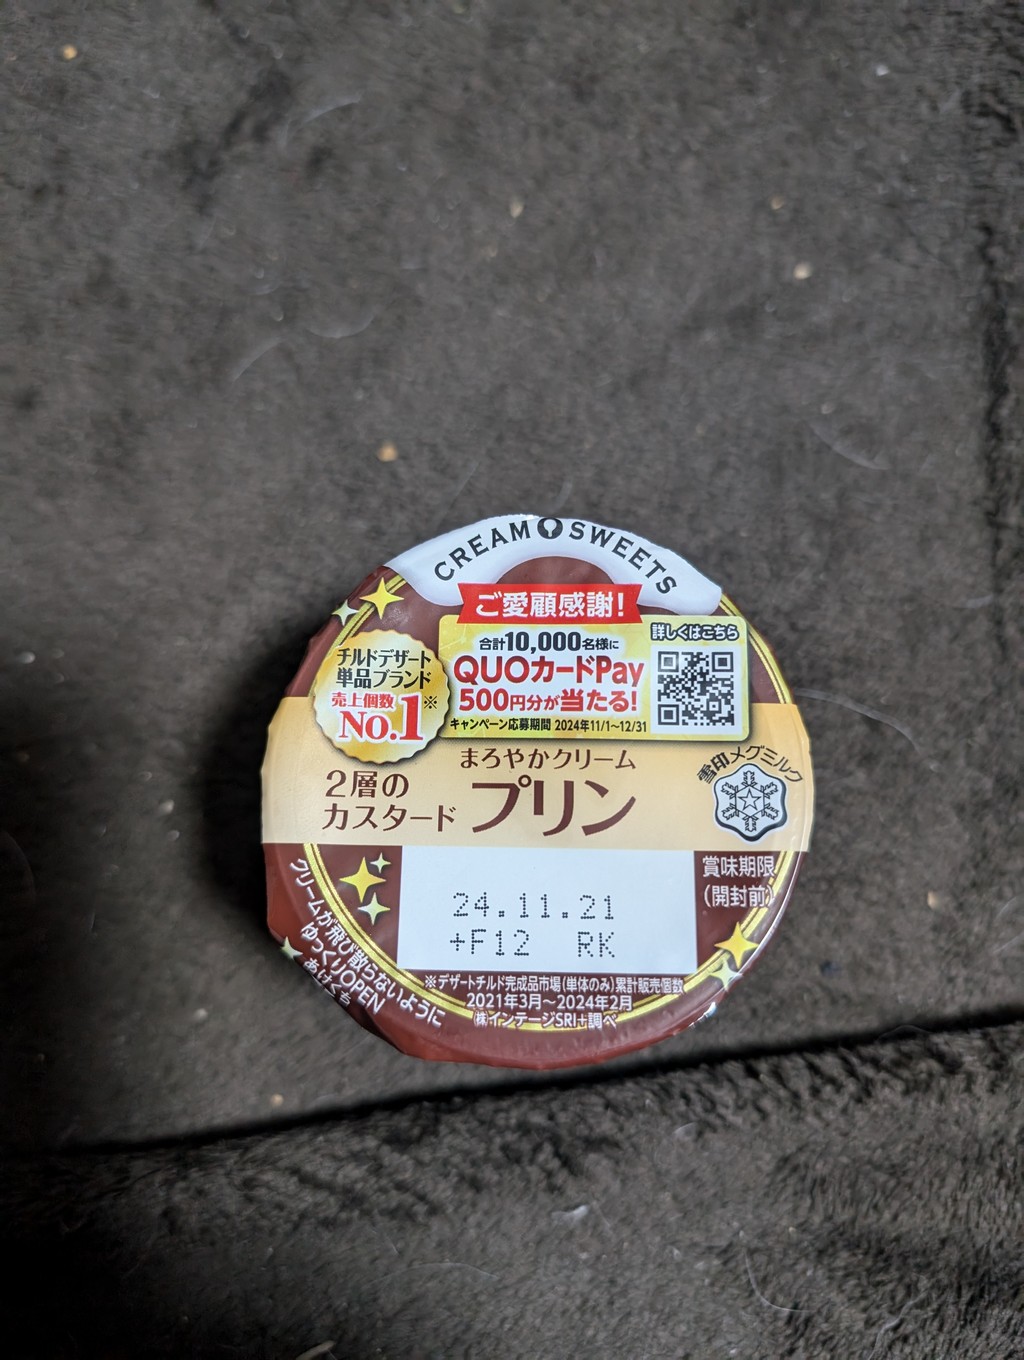 CREAM SWEETS
ご愛顧感謝!
合計10,000名様に
QUOカードPay
500円分が当たる!
キャンペーン応募期間 2024年11/1〜12/31
詳しくはこちら
チルドデザート
単品ブランド
売上個数※
No.1
2層の
カスタード
まろやかクリーム
プリン
雪印メグミルク
賞味期限
(開封前)
24.11.21
+F12 RK
クリームが飛び散らないように
ゆっくりOPEN
あけくち
※デザートチルド完成品市場(単体のみ)累計販売個数
2021年3月〜2024年2月
㈱インテージSRI+調べ